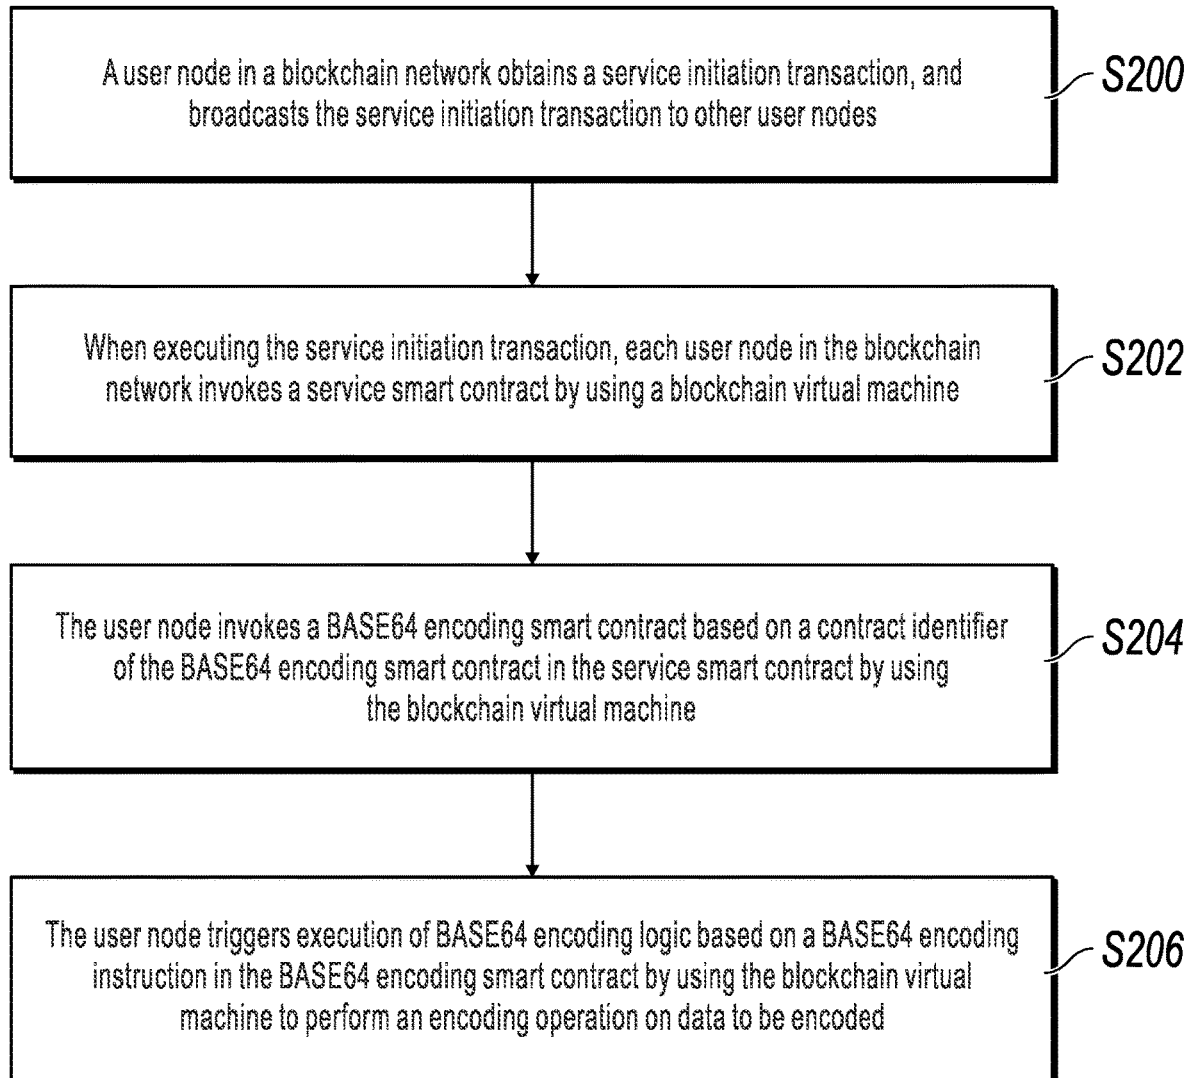 A user node in a blockchain network obtains a service initiation transaction, and
broadcasts the service initiation transaction to other user nodes
S200
When executing the service initiation transaction, each user node in the blockchain
network invokes a service smart contract by using a blockchain virtual machine
S202
The user node invokes a BASE64 encoding smart contract based on a contract identifier
of the BASE64 encoding smart contract in the service smart contract by using
the blockchain virtual machine
S204
The user node triggers execution of BASE64 encoding logic based on a BASE64 encoding
instruction in the BASE64 encoding smart contract by using the blockchain virtual
machine to perform an encoding operation on data to be encoded
S206